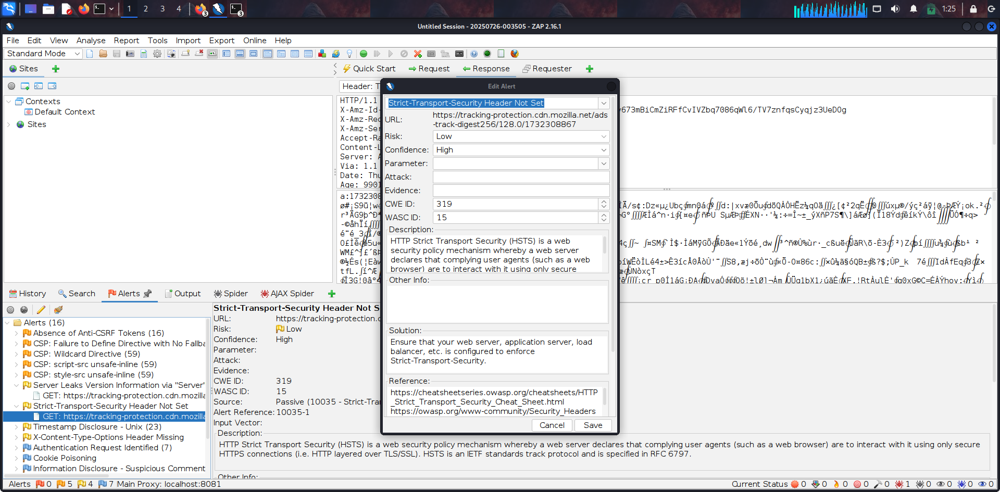 1
2
3
4
3
3
1:25
Untitled Session - 20250726-003505 - ZAP 2.16.1
File Edit View Analyse Report Tools Import Export Online Help
Standard Mode
Sites
Quick Start
Request
Response
Requester
Contexts
Default Context
Sites
Header: T
HTTP/1.1
X-Amz-Id-
X-Amz-Rec
X-Amz-Ser
Accept-Ra
Content-L
Server: A
Via: 1.1
Date: Thu
Age: 9901
a:1732308
Edit Alert
Strict-Transport-Security Header Not Set
URL:
https://tracking-protection.cdn.mozilla.net/ads
-track-digest256/128.0/1732308867
Risk: Low
Confidence: High
Parameter:
Attack:
Evidence:
CWE ID: 319
WASC ID: 15
Description:
HTTP Strict Transport Security (HSTS) is a web
security policy mechanism whereby a web server
declares that complying user agents (such as a web
browser) are to interact with it using only secure
Other Info:
Solution:
Ensure that your web server, application server, load
balancer, etc. is configured to enforce
Strict-Transport-Security.
Reference:
https://cheatsheetseries.owasp.org/cheatsheets/HTTP
_Strict_Transport_Security_Cheat_Sheet.html
https://owasp.org/www-community/Security_Headers
Cancel
Save
History
Search
Alerts
Output
Spider
AJAX Spider
Alerts (16)
Absence of Anti-CSRF Tokens (16)
CSP: Failure to Define Directive with No Fallba
CSP: Wildcard Directive (59)
CSP: script-src unsafe-inline (59)
CSP: style-src unsafe-inline (59)
Server Leaks Version Information via "Server"
GET: https://tracking-protection.cdn.mozilla
Strict-Transport-Security Header Not Set
GET: https://tracking-protection.cdn.mozilla
Timestamp Disclosure - Unix (23)
X-Content-Type-Options Header Missing
Authentication Request Identified (7)
Cookie Poisoning
Information Disclosure - Suspicious Comment
Strict-Transport-Security Header Not S
URL: https://tracking-protection.c
Risk: Low
Confidence: High
Parameter:
Attack:
Evidence:
CWE ID: 319
WASC ID: 15
Source: Passive (10035 - Strict-Tra
Alert Reference: 10035-1
Input Vector:
Description:
HTTP Strict Transport Security (HSTS) is a web security policy mechanism whereby a web server declares that complying user agents (such as a web browser) are to interact with it using only secure
HTTPS connections (i.e. HTTP layered over TLS/SSL). HSTS is an IETF standards track protocol and is specified in RFC 6797.
Other Info:
Alerts 0 5 4 7 Main Proxy: localhost:8081
Current Status 0 0 0 0 0 1 0 0 0 0